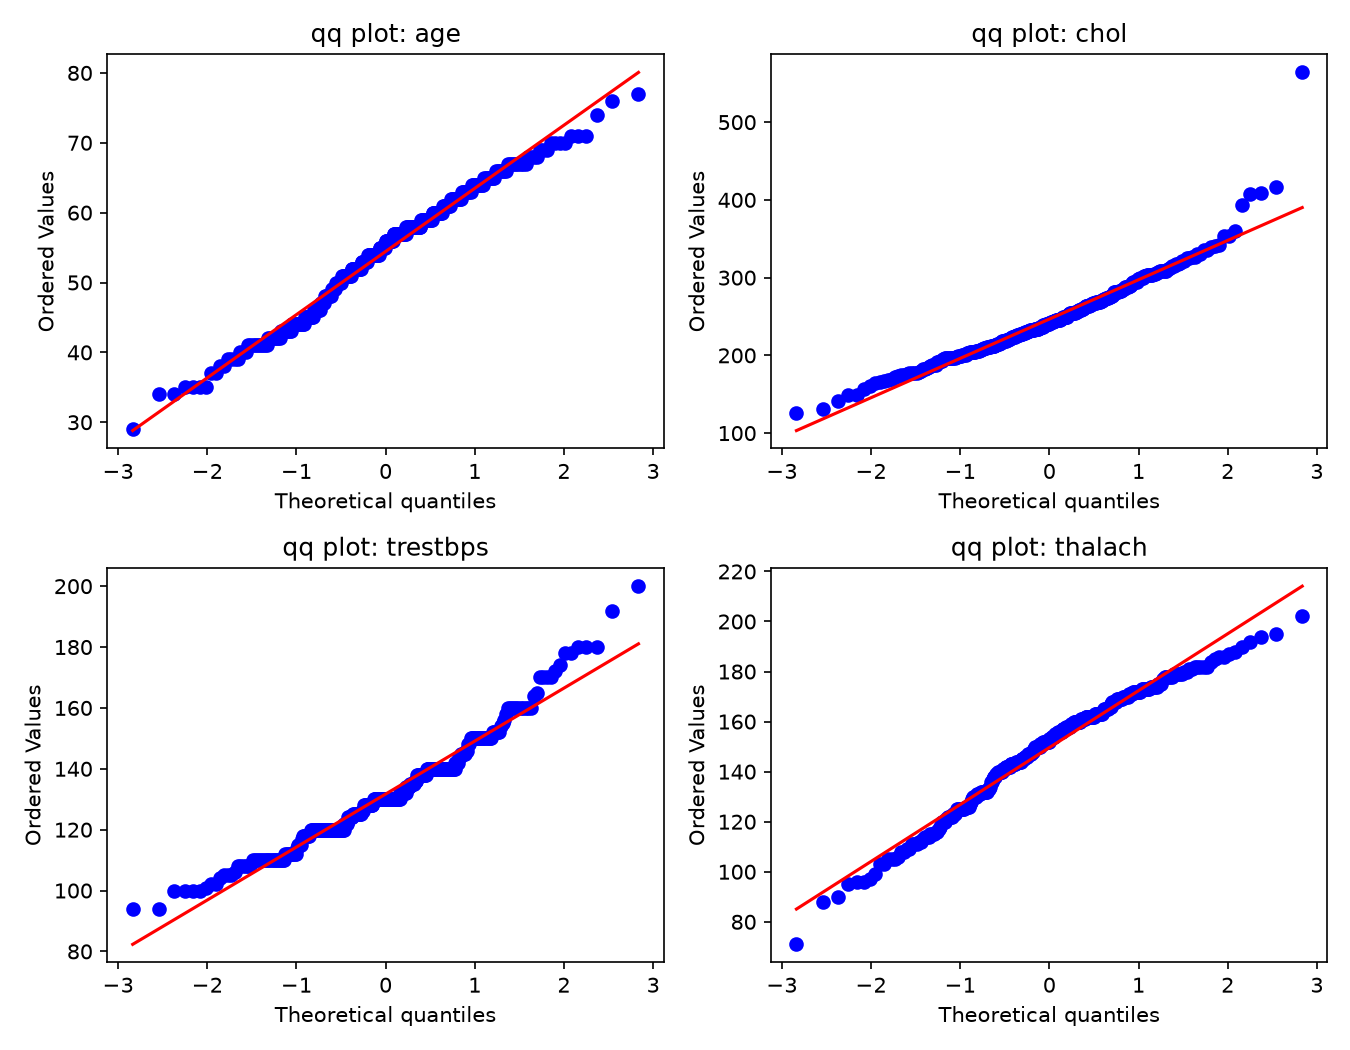 qq plot: age
80
70
60
50
40
30
Ordered Values
−3 −2 −1 0 1 2 3
Theoretical quantiles
qq plot: chol
500
400
300
200
100
Ordered Values
−3 −2 −1 0 1 2 3
Theoretical quantiles
qq plot: trestbps
200
180
160
140
120
100
80
Ordered Values
−3 −2 −1 0 1 2 3
Theoretical quantiles
qq plot: thalach
220
200
180
160
140
120
100
80
Ordered Values
−3 −2 −1 0 1 2 3
Theoretical quantiles